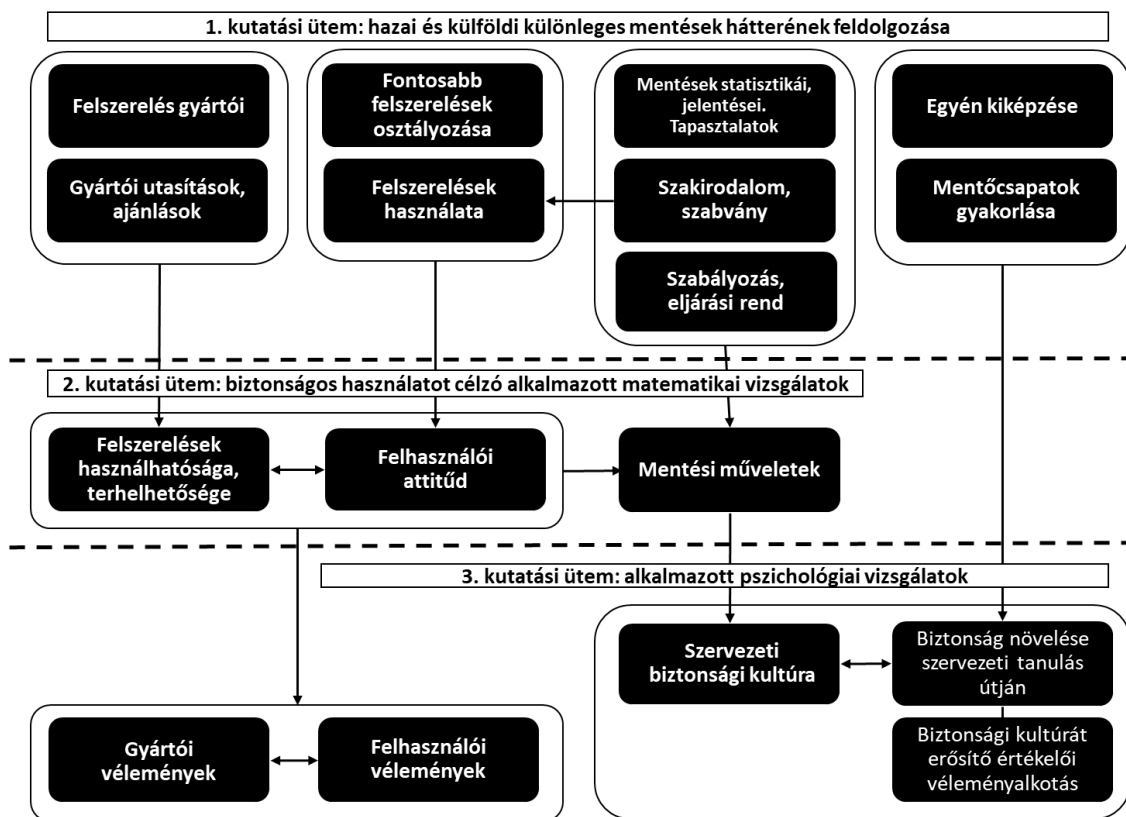 1. kutatási ütem: hazai és külföldi különleges mentések hátterének feldolgozása
Felszerelés gyártói
Gyártói utasítások,
ajánlások
Fontosabb
felszerelések
osztályozása
Felszerelések
használata
Mentések statisztikái,
jelentései.
Tapasztalatok
Szakirodalom,
szabvány
Szabályozás,
eljárási rend
Egyén kiképzése
Mentőcsapatok
gyakorlása
2. kutatási ütem: biztonságos használatot célzó alkalmazott matematikai vizsgálatok
Felszerelések
használhatósága,
terhelhetősége
Felhasználói
attitűd
Mentési műveletek
3. kutatási ütem: alkalmazott pszichológiai vizsgálatok
Gyártói
vélemények
Felhasználói
vélemények
Szervezeti
biztonsági kultúra
Biztonság növelése
szervezeti tanulás
útján
Biztonsági kultúrát
erősítő értékelői
véleményalkotás